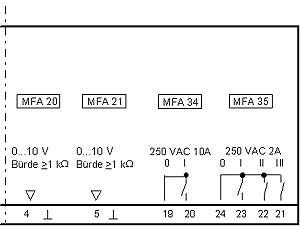 MFA 20 MFA 21 MFA 34 MFA 35
0...10 V 0...10 V 250 VAC 10A 250 VAC 2A
Bürde ≥1 kΩ Bürde ≥1 kΩ 0 I 0 I II III
4 ⊥ 5 ⊥ 19 20 24 23 22 21